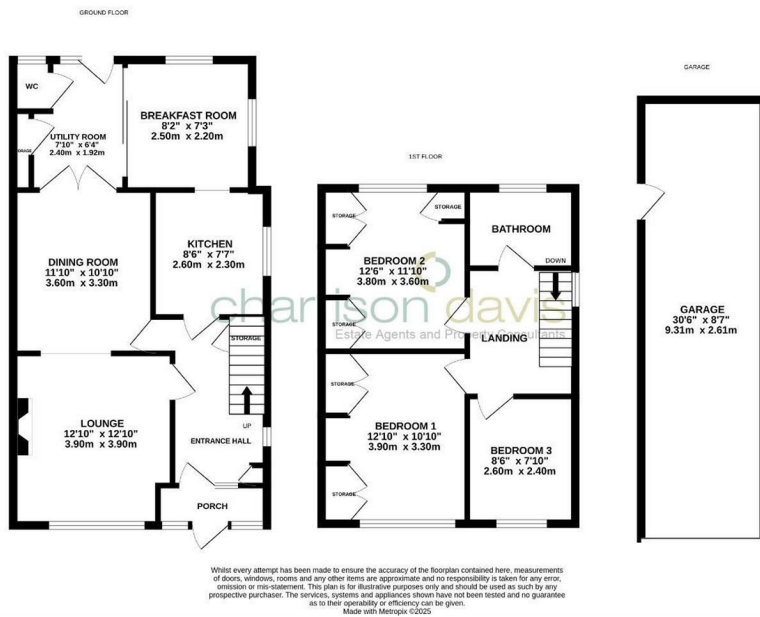 GROUND FLOOR
WC
BREAKFAST ROOM
8'2" x 7'3"
2.50m x 2.20m
UTILITY ROOM
7'10" x 6'4"
2.40m x 1.92m
DINING ROOM
11'10" x 10'10"
3.60m x 3.30m
KITCHEN
8'6" x 7'7"
2.60m x 2.30m
STORAGE
LOUNGE
12'10" x 12'10"
3.90m x 3.90m
UP
ENTRANCE HALL
PORCH
1ST FLOOR
STORAGE
STORAGE
BATHROOM
BEDROOM 2
12'6" x 11'10"
3.80m x 3.60m
DOWN
STORAGE
LANDING
STORAGE
BEDROOM 1
12'10" x 10'10"
3.90m x 3.30m
BEDROOM 3
8'6" x 7'10"
2.60m x 2.40m
STORAGE
GARAGE
GARAGE
30'6" x 8'7"
9.31m x 2.61m
charrison davis
Estate Agents and Property Consultants
Whilst every attempt has been made to ensure the accuracy of the floorplan contained here, measurements
of doors, windows, rooms and any other items are approximate and no responsibility is taken for any error,
omission or mis-statement. This plan is for illustrative purposes only and should be used as such by any
prospective purchaser. The services, systems and appliances shown have not been tested and no guarantee
as to their operability or efficiency can be given.
Made with Metropix ©2025